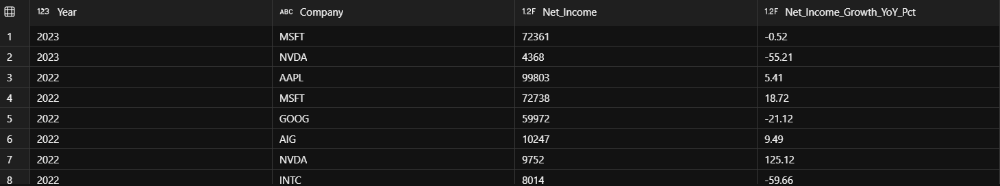 123 Year ABC Company 1.2F Net_Income 1.2F Net_Income_Growth_YoY_Pct
1 2023 MSFT 72361 -0.52
2 2023 NVDA 4368 -55.21
3 2022 AAPL 99803 5.41
4 2022 MSFT 72738 18.72
5 2022 GOOG 59972 -21.12
6 2022 AIG 10247 9.49
7 2022 NVDA 9752 125.12
8 2022 INTC 8014 -59.66